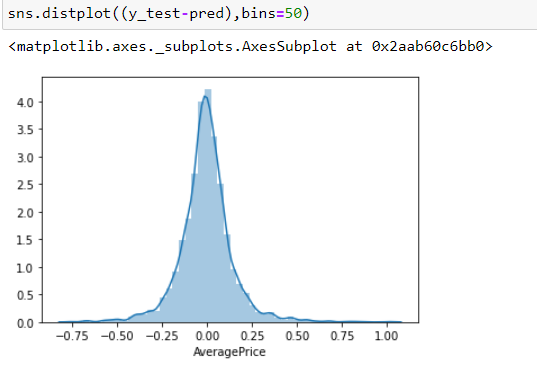 sns.distplot((y_test-pred),bins=50)
<matplotlib.axes._subplots.AxesSubplot at 0x2aab60c6bb0>
4.0
3.5
3.0
2.5
2.0
1.5
1.0
0.5
0.0
−0.75 −0.50 −0.25 0.00 0.25 0.50 0.75 1.00
AveragePrice